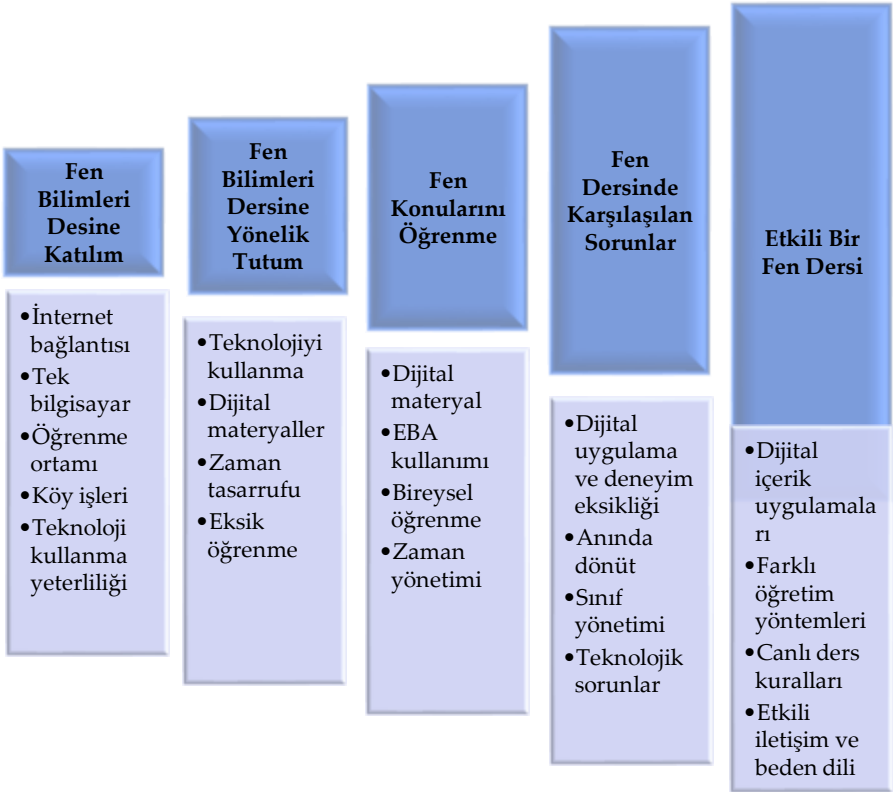 Fen
Bilimleri
Desine
Katılım
•İnternet
bağlantısı
•Tek
bilgisayar
•Öğrenme
ortamı
•Köy işleri
•Teknoloji
kullanma
yeterliliği
Fen
Bilimleri
Dersine
Yönelik
Tutum
•Teknolojiyi
kullanma
•Dijital
materyaller
•Zaman
tasarrufu
•Eksik
öğrenme
Fen
Konularını
Öğrenme
•Dijital
materyal
•EBA
kullanımı
•Bireysel
öğrenme
•Zaman
yönetimi
Fen
Dersinde
Karşılaşılan
Sorunlar
•Dijital
uygulama
ve deneyim
eksikliği
•Anında
dönüt
•Sınıf
yönetimi
•Teknolojik
sorunlar
Etkili Bir
Fen Dersi
•Dijital
içerik
uygulamala
rı
•Farklı
öğretim
yöntemleri
•Canlı ders
kuralları
•Etkili
iletişim ve
beden dili